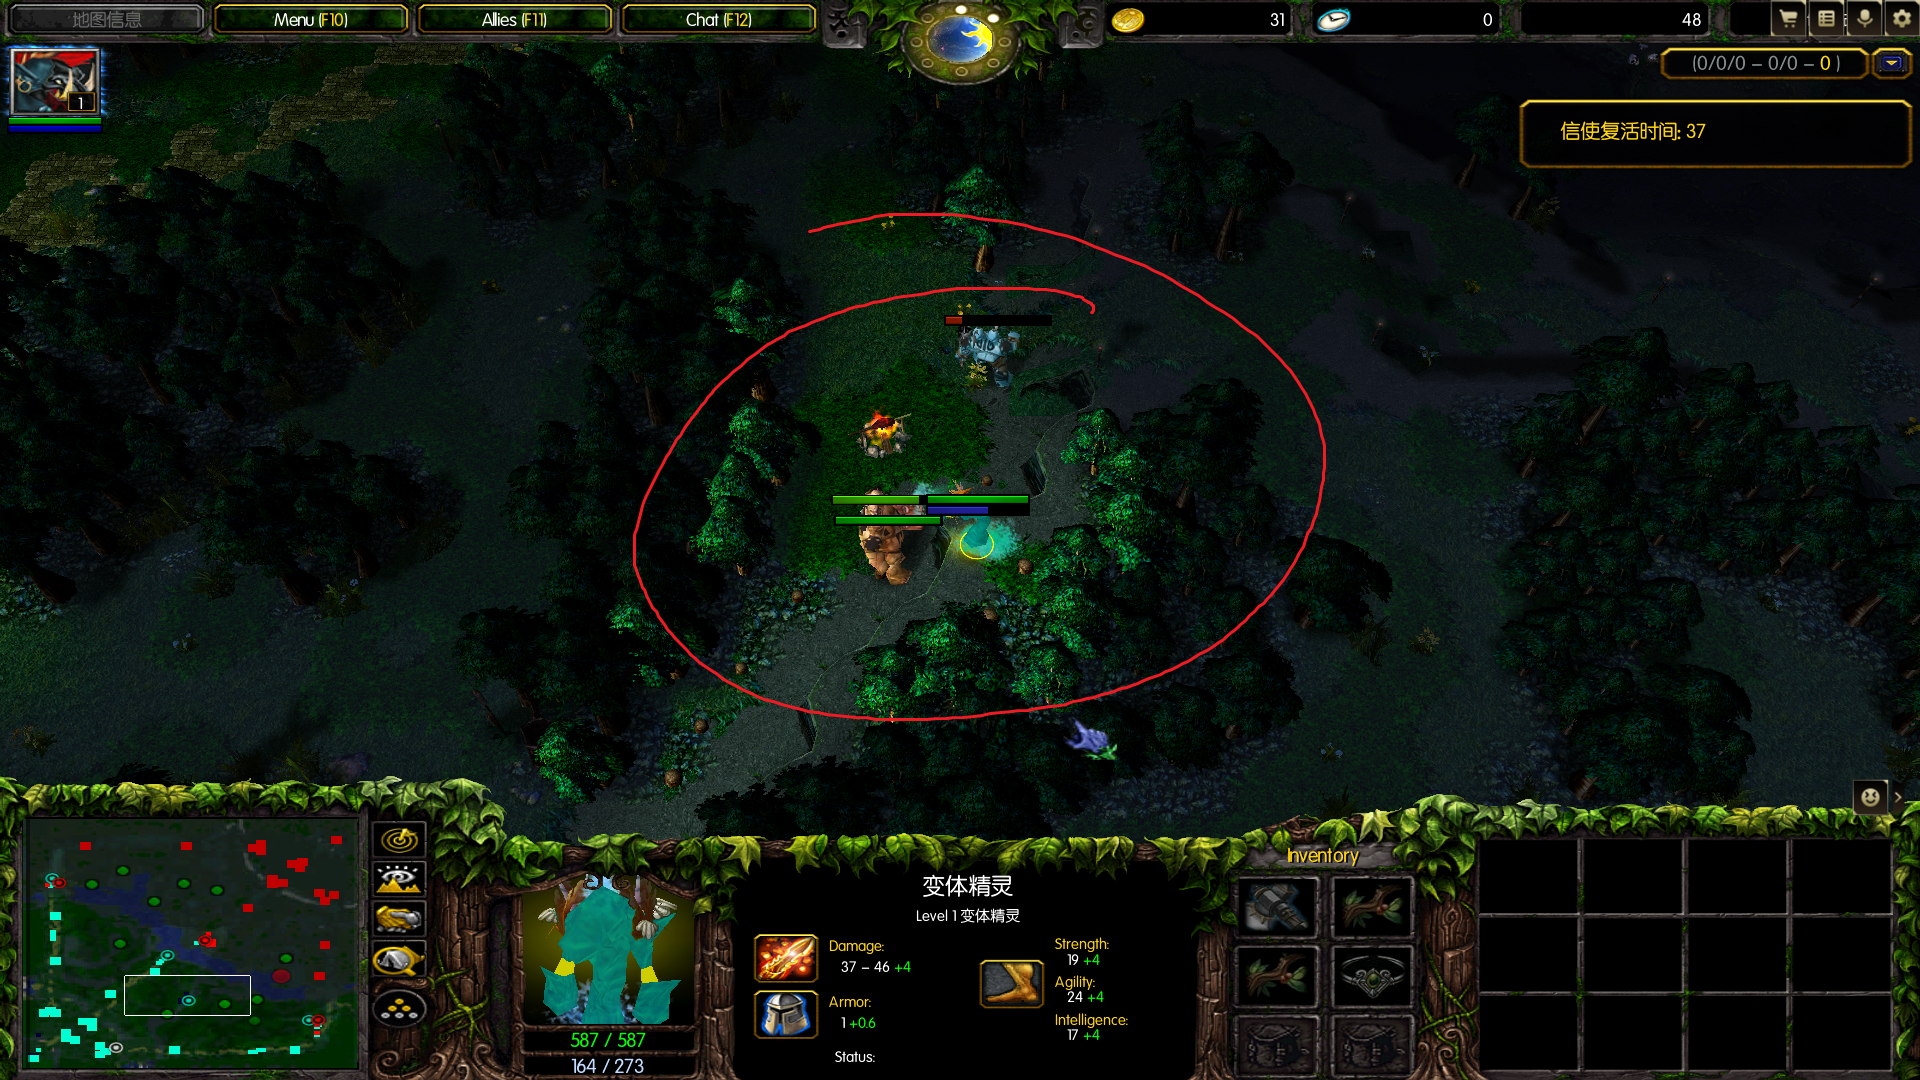 地图信息
Menu (F10)
Allies (F11)
Chat (F12)
31
0
48
(0/0/0 – 0/0 – 0 )
1
信使复活时间: 37
变体精灵
Level 1 变体精灵
Inventory
Damage:
37 – 46 +4
Armor:
1 +0.6
Status:
Strength:
19 +4
Agility:
24 +4
Intelligence:
17 +4
587 / 587
164 / 273